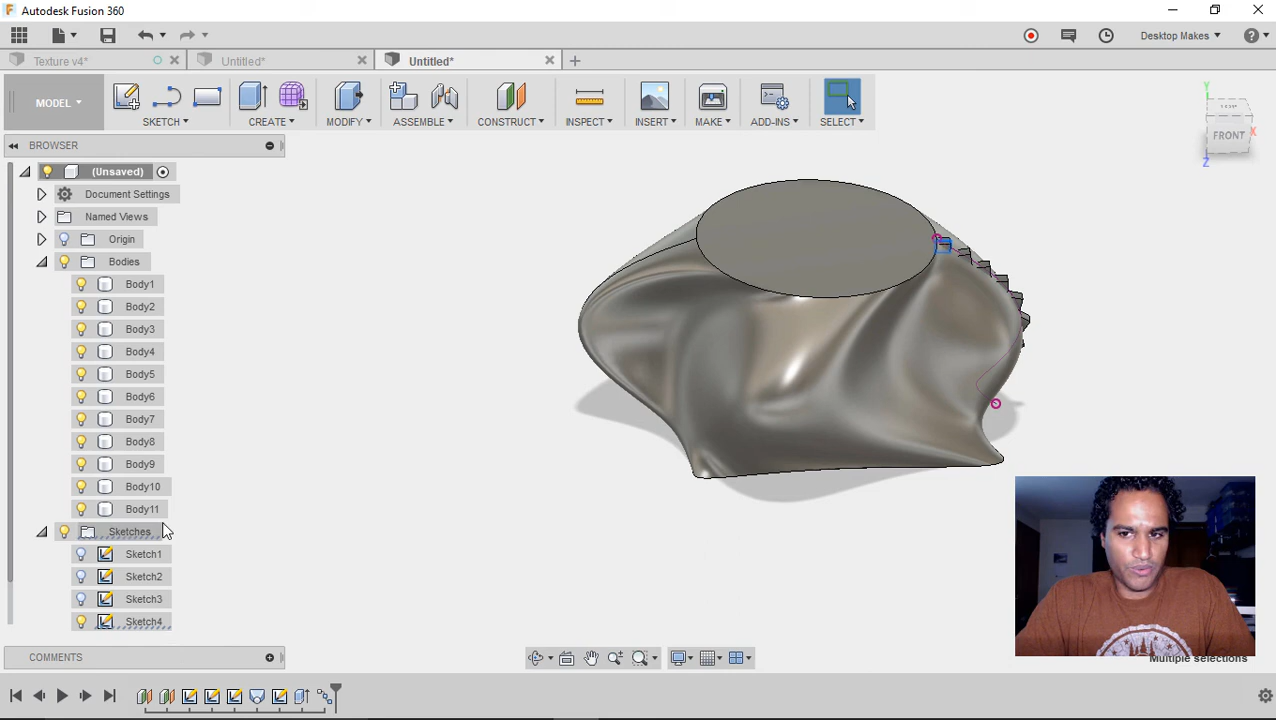 Autodesk Fusion 360
Desktop Makes
Texture v4*
Untitled*
Untitled*
MODEL
SKETCH
CREATE
MODIFY
ASSEMBLE
CONSTRUCT
INSPECT
INSERT
MAKE
ADD-INS
SELECT
BROWSER
(Unsaved)
Document Settings
Named Views
Origin
Bodies
Body1
Body2
Body3
Body4
Body5
Body6
Body7
Body8
Body9
Body10
Body11
Sketches
Sketch1
Sketch2
Sketch3
Sketch4
COMMENTS
Y
FRONT
X
Z
Multiple selections